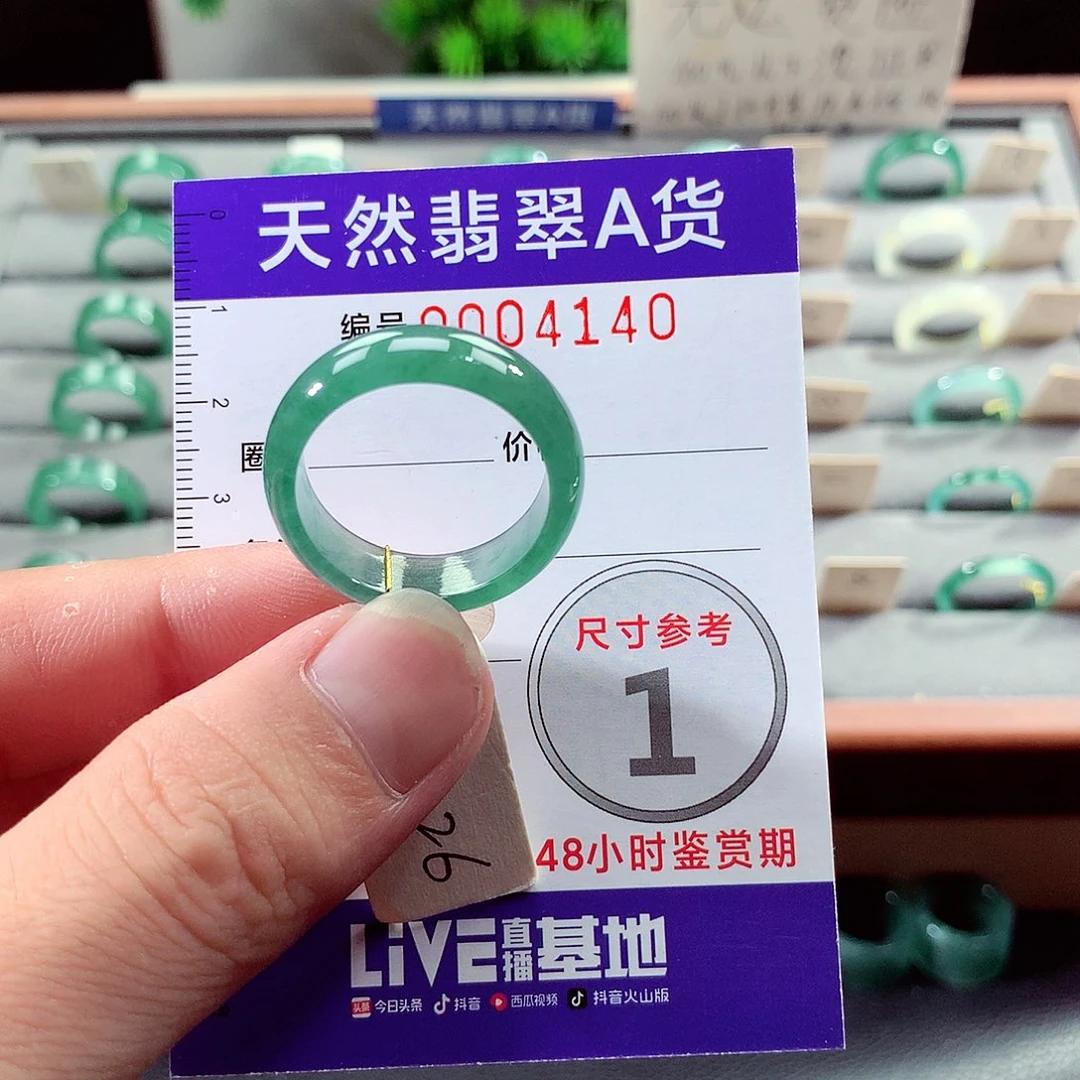 天然翡翠A货
天然翡翠A货
0
编号 0004140
1
2
圈 价
3
尺寸参考
1
26
48小时鉴赏期
LiVE直播基地
头条 今日头条 抖音 西瓜视频 抖音火山版